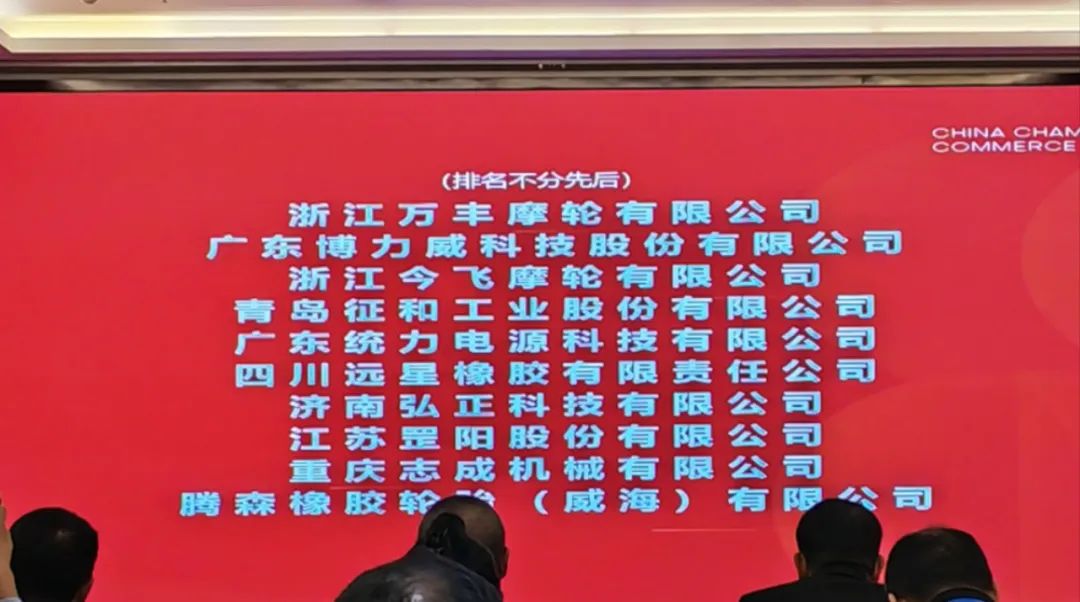 CHINA CHAM
COMMERCE
(排名不分先后)
浙江万丰摩轮有限公司
广东博力威科技股份有限公司
浙江今飞摩轮有限公司
青岛征和工业股份有限公司
广东统力电源科技有限公司
四川远星橡胶有限责任公司
济南弘正科技有限公司
江苏罡阳股份有限公司
重庆志成机械有限公司
腾森橡胶轮胎（威海）有限公司